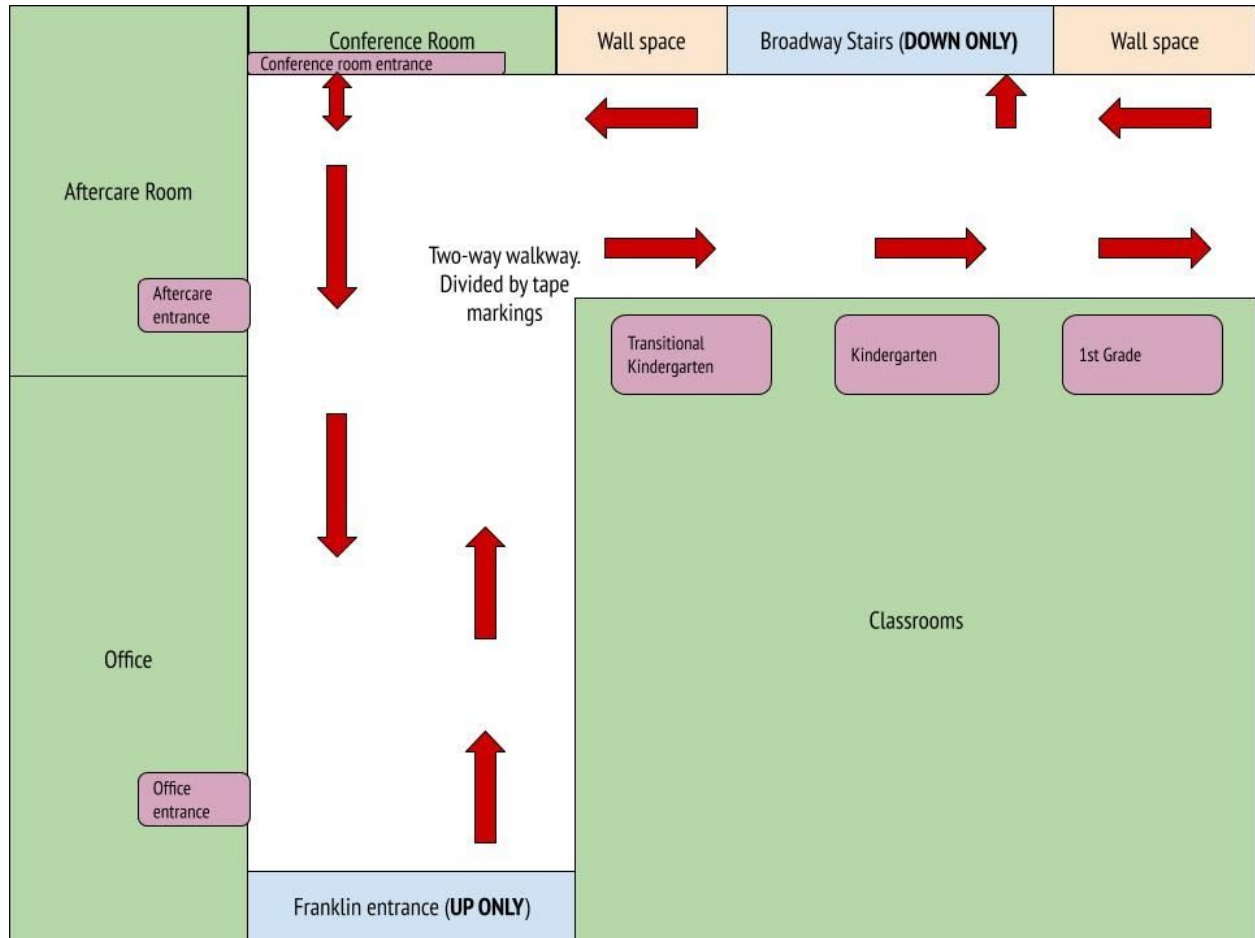 Conference Room
Wall space
Broadway Stairs (DOWN ONLY)
Wall space
Conference room entrance
Aftercare Room
Two-way walkway.
Divided by tape
markings
Aftercare
entrance
Transitional
Kindergarten
Kindergarten
1st Grade
Classrooms
Office
Office
entrance
Franklin entrance (UP ONLY)